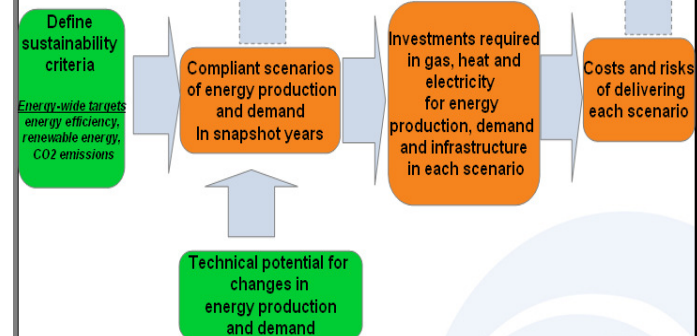 Define
sustainability
criteria
Energy-wide targets
energy efficiency,
renewable energy,
CO2 emissions
Compliant scenarios
of energy production
and demand
In snapshot years
Investments required
in gas, heat and
electricity
for energy
production, demand
and infrastructure
in each scenario
Costs and risks
of delivering
each scenario
Technical potential for
changes in
energy production
and demand